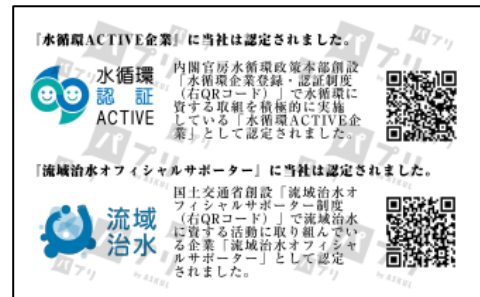 『水循環ACTIVE企業』に当社は認定されました。
水循環
認証
ACTIVE
内閣官房水循環政策本部創設
「水循環企業登録・認証制度
(右QRコード)」で水循環に
資する取組を積極的に実施
している「水循環ACTIVE企
業」として認定されました。
『流域治水オフィシャルサポーター』に当社は認定されました。
流域
治水
国土交通省創設「流域治水オ
フィシャルサポーター制度
(右QRコード)」で流域治水
に資する活動に取り組んでい
る企業「流域治水オフィシャ
ルサポーター」として認定
されました。
パプリ
by ASKUL